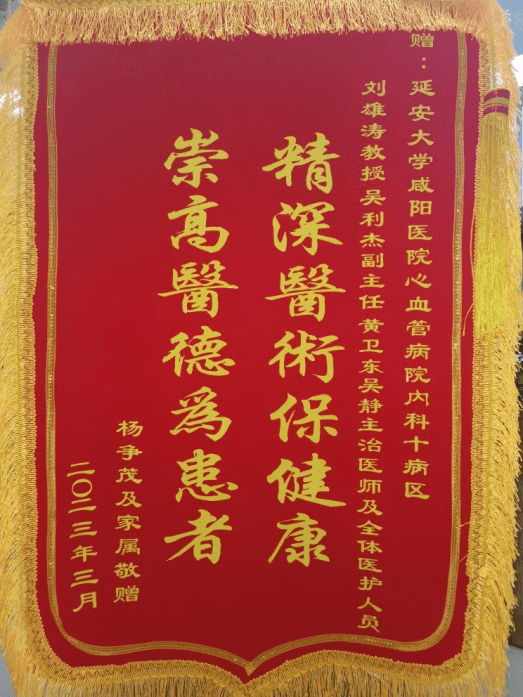 赠：延安大学咸阳医院心血管病院内科十病区
刘雄涛教授吴利杰副主任黄卫东吴静主治医师及全体医护人员
精深醫術保健康
崇高醫德為患者
杨争茂及家属敬赠
二〇二三年三月